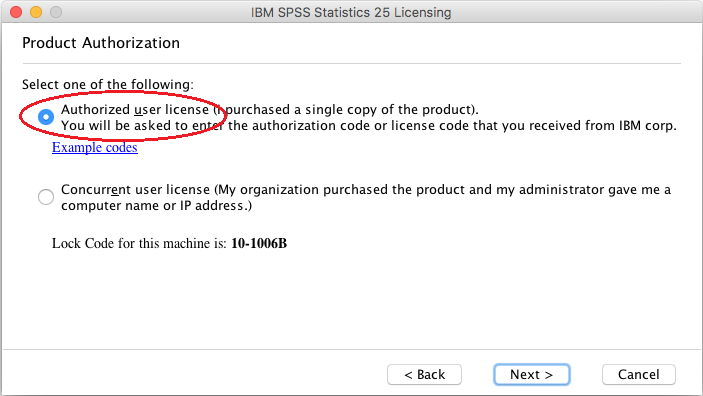 IBM SPSS Statistics 25 Licensing
Product Authorization
Select one of the following:
Authorized user license (I purchased a single copy of the product).
You will be asked to enter the authorization code or license code that you received from IBM corp.
Example codes
Concurrent user license (My organization purchased the product and my administrator gave me a
computer name or IP address.)
Lock Code for this machine is: 10-1006B
< Back Next > Cancel